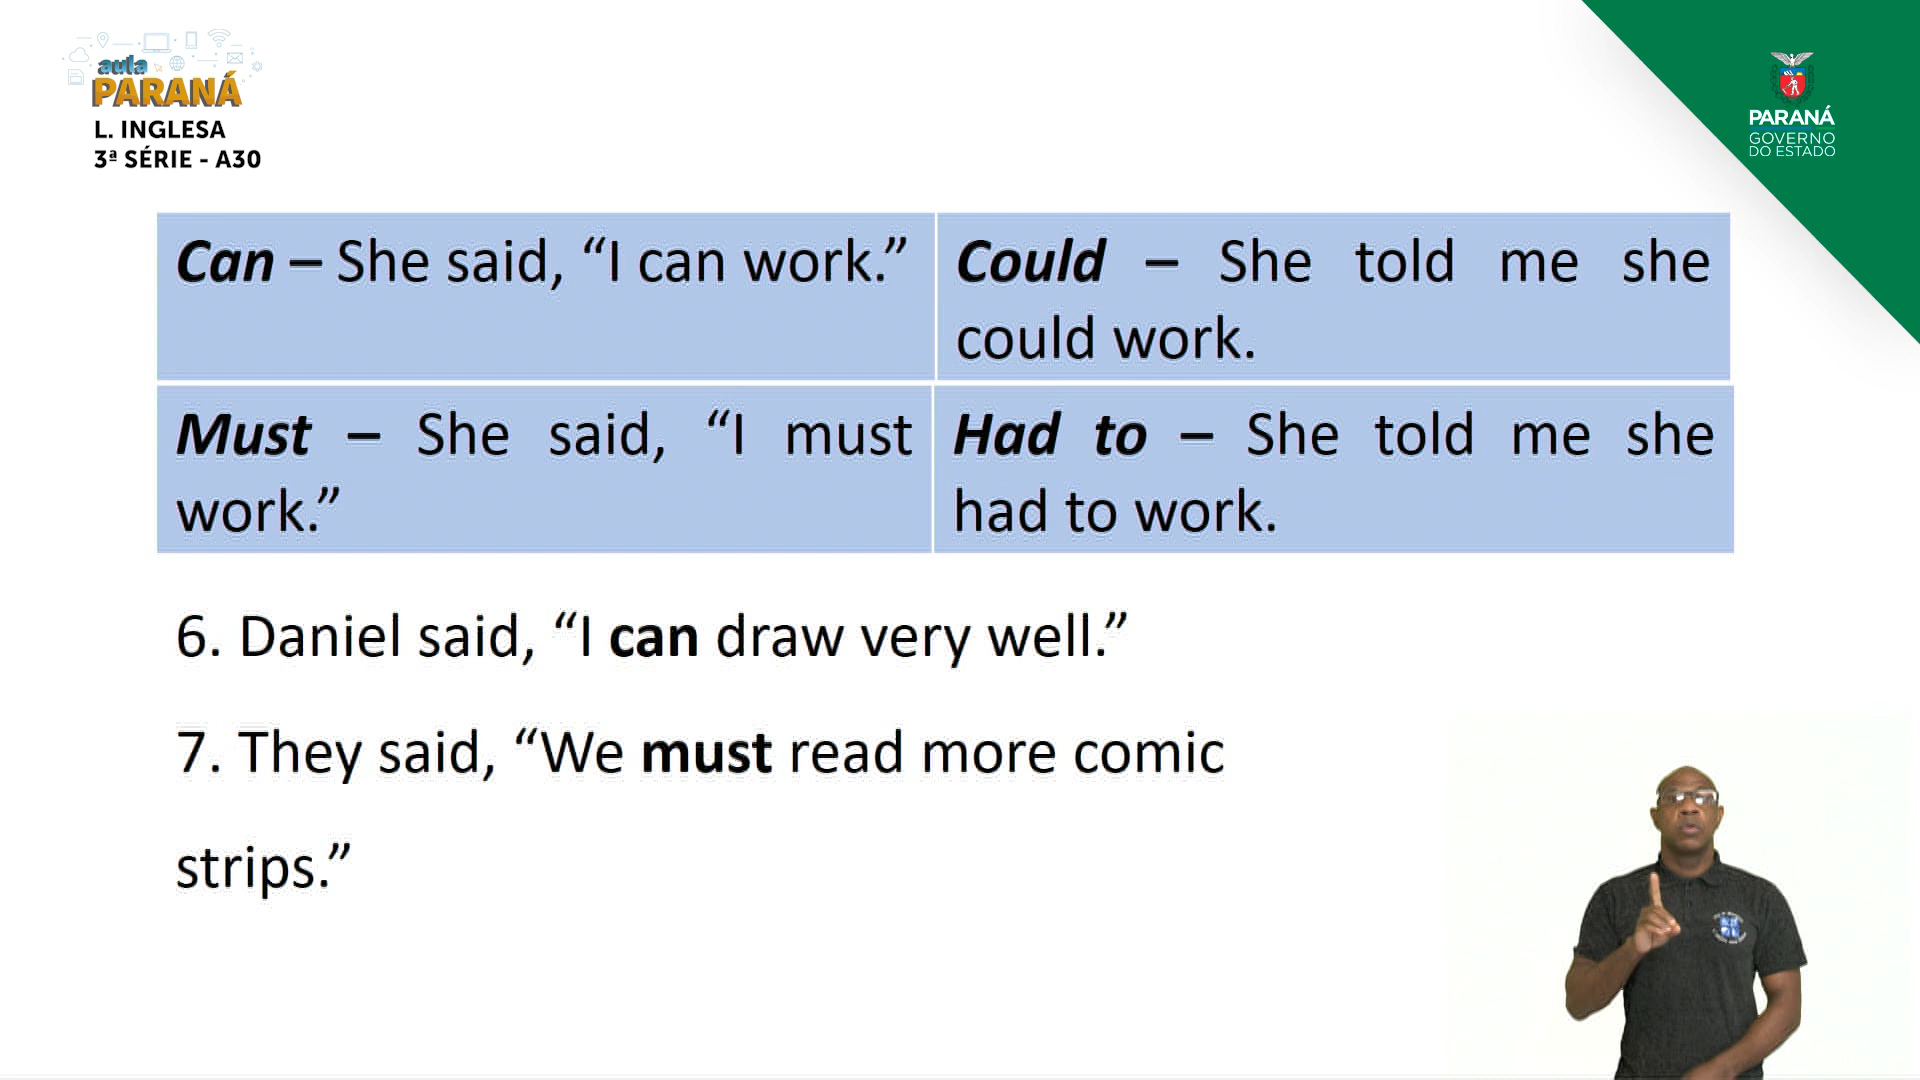 aula
PARANÁ
L. INGLESA
3ª SÉRIE - A30
PARANÁ
GOVERNO
DO ESTADO
Can – She said, “I can work.”
Could – She told me she
could work.
Must – She said, “I must
work.”
Had to – She told me she
had to work.
6. Daniel said, “I can draw very well.”
7. They said, “We must read more comic
strips.”